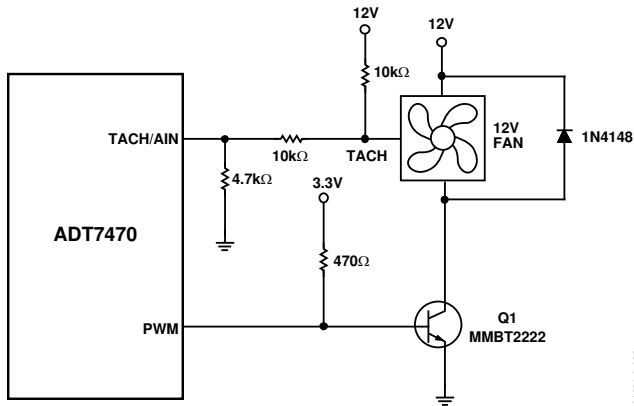 12V
12V
10kΩ
TACH/AIN
10kΩ
TACH
12V
FAN
1N4148
4.7kΩ
3.3V
ADT7470
470Ω
PWM
Q1
MMBT2222